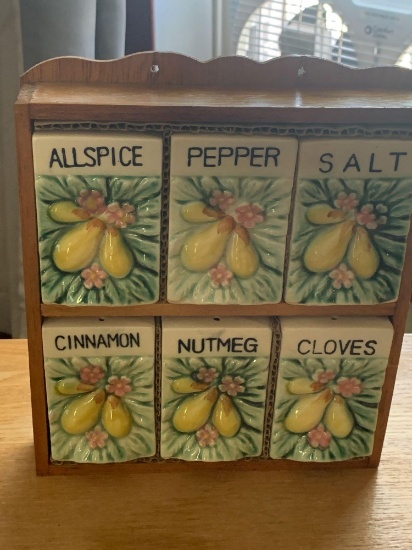 ALLSPICE PEPPER SALT
CINNAMON NUTMEG CLOVES